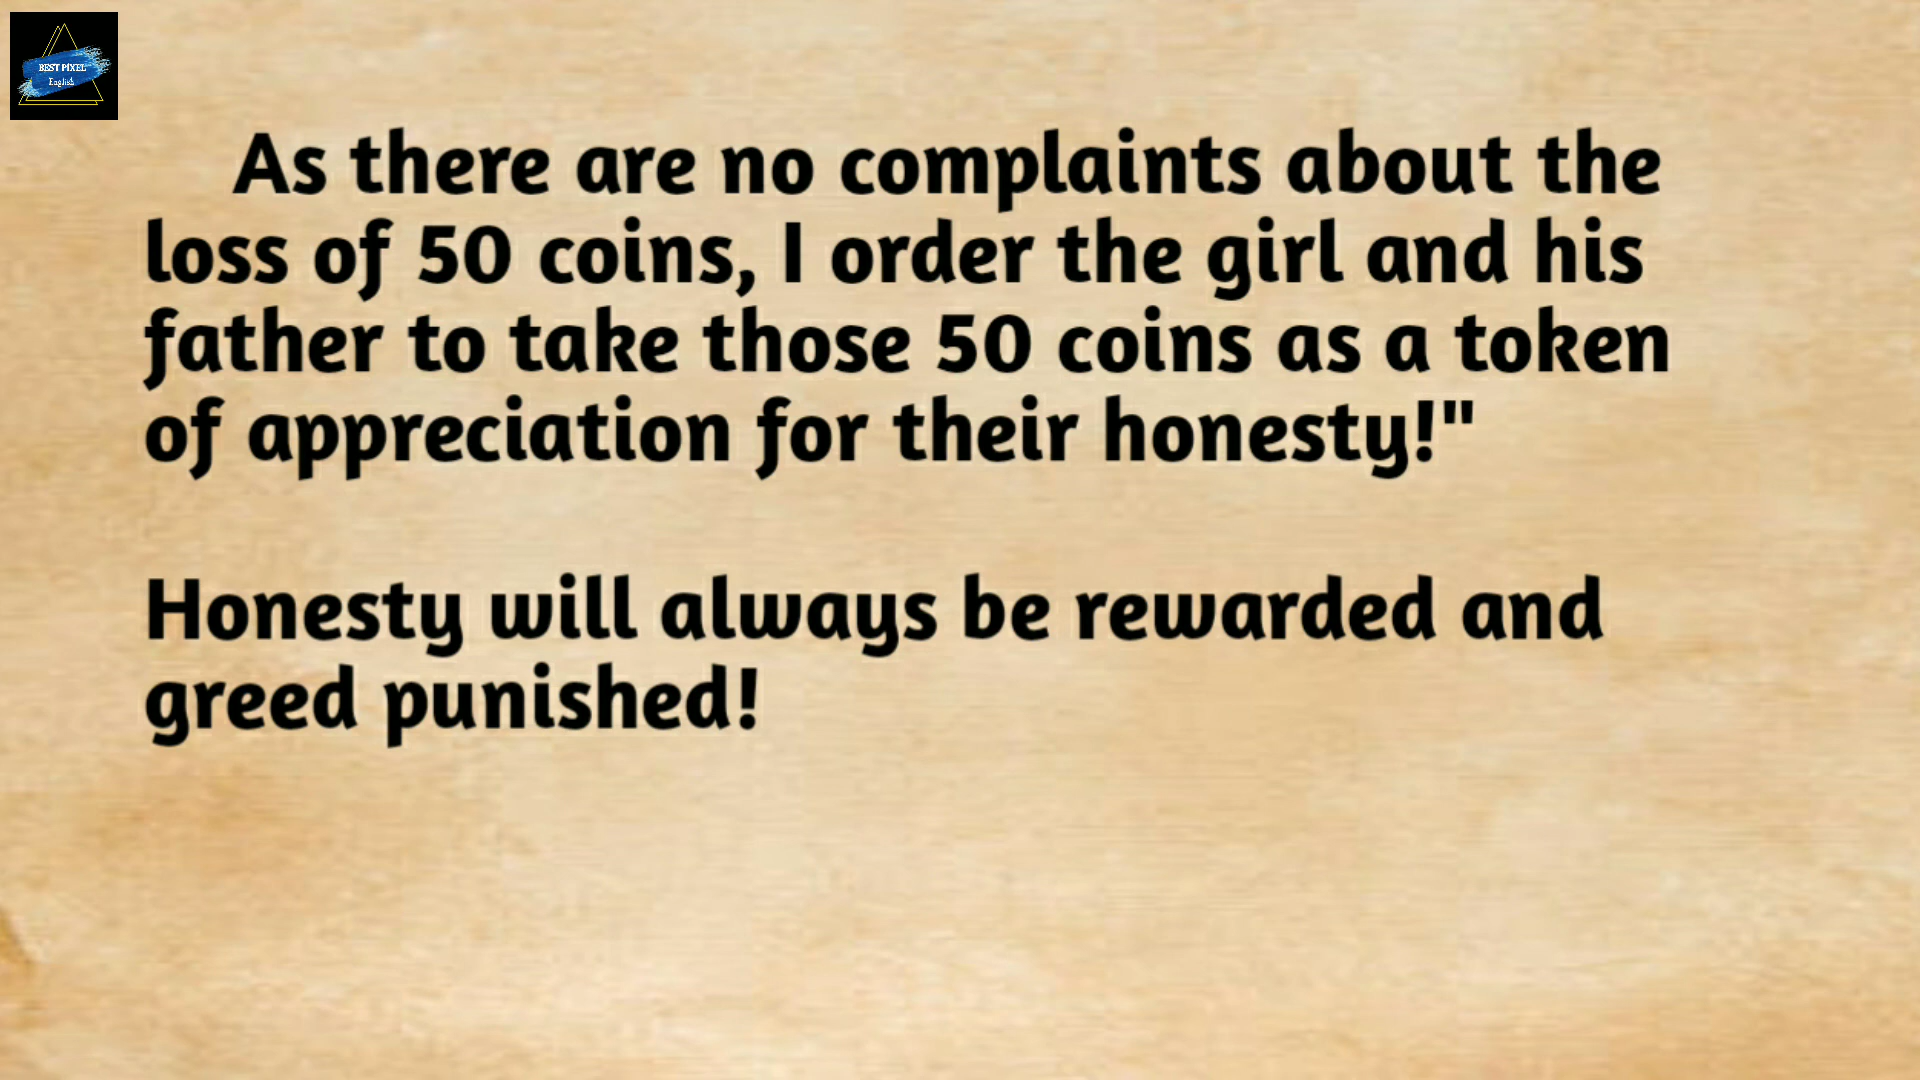 BEST PIXEL
English
As there are no complaints about the
loss of 50 coins, I order the girl and his
father to take those 50 coins as a token
of appreciation for their honesty!"
Honesty will always be rewarded and
greed punished!